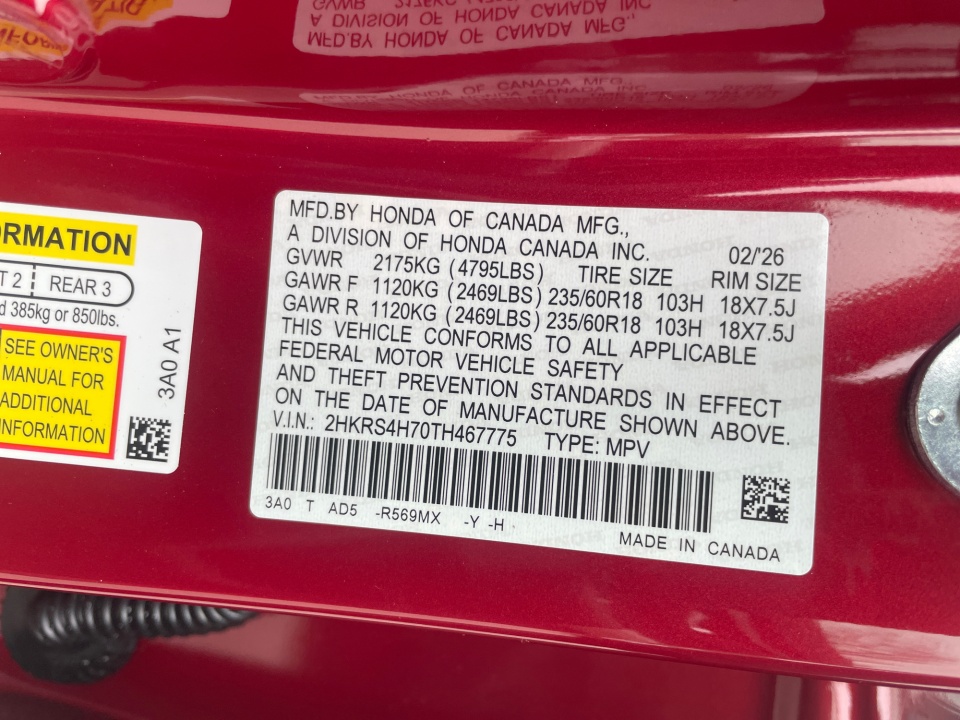 MFD.BY HONDA OF CANADA MFG.,
A DIVISION OF HONDA CANADA INC. 02/'26
GVWR 2175KG (4795LBS) TIRE SIZE RIM SIZE
GAWR F 1120KG (2469LBS) 235/60R18 103H 18X7.5J
GAWR R 1120KG (2469LBS) 235/60R18 103H 18X7.5J
THIS VEHICLE CONFORMS TO ALL APPLICABLE
FEDERAL MOTOR VEHICLE SAFETY
AND THEFT PREVENTION STANDARDS IN EFFECT
ON THE DATE OF MANUFACTURE SHOWN ABOVE.
V.I.N.: 2HKRS4H70TH467775 TYPE: MPV
3A0 T AD5 -R569MX -Y -H
MADE IN CANADA
ORMATION
T 2 REAR 3
d 385kg or 850lbs.
SEE OWNER'S
MANUAL FOR
ADDITIONAL
INFORMATION
3A0 A1